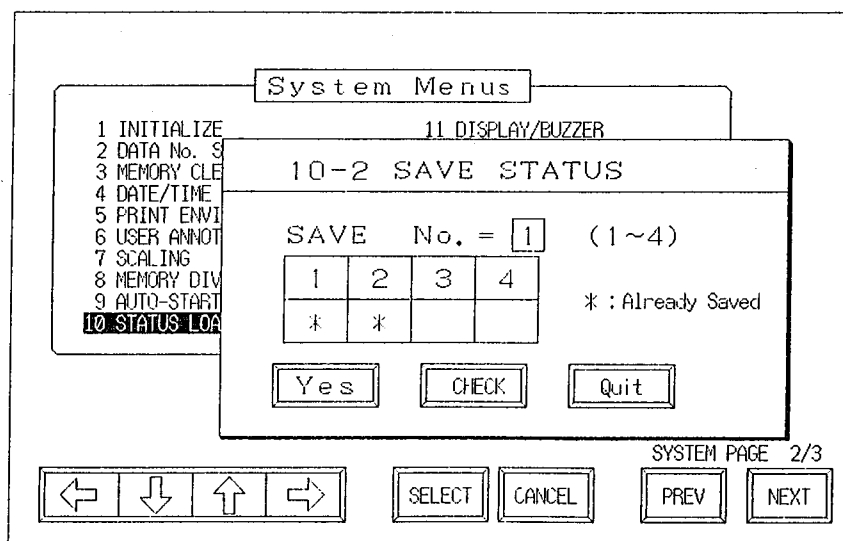 System Menus
1 INITIALIZE
11 DISPLAY/BUZZER
2 DATA No. S
3 MEMORY CLE
4 DATE/TIME
5 PRINT ENVI
6 USER ANNOT
7 SCALING
8 MEMORY DIV
9 AUTO-START
10 STATUS LOA
10-2 SAVE STATUS
SAVE No. = 1 (1~4)
1 2 3 4
* *
* : Already Saved
Yes CHECK Quit
SYSTEM PAGE 2/3
SELECT CANCEL PREV NEXT